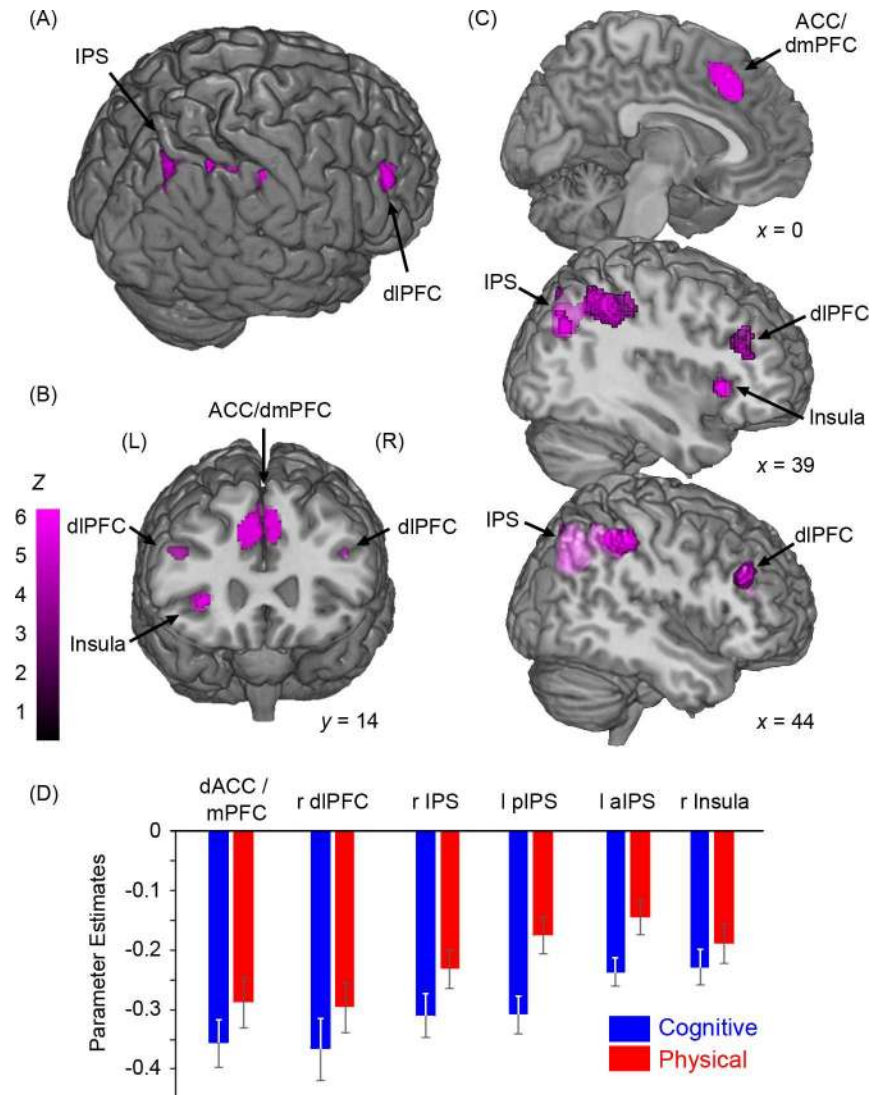 (A)
IPS
dlPFC
(B)
ACC/dmPFC
(L)
(R)
Z
6
5
4
3
2
1
dlPFC
dlPFC
Insula
y = 14
(C)
ACC/
dmPFC
x = 0
IPS
dlPFC
Insula
x = 39
IPS
dlPFC
x = 44
(D)
dACC /
mPFC
r dlPFC
r IPS
l pIPS
l aIPS
r Insula
Parameter Estimates
0
-0.1
-0.2
-0.3
-0.4
Cognitive
Physical